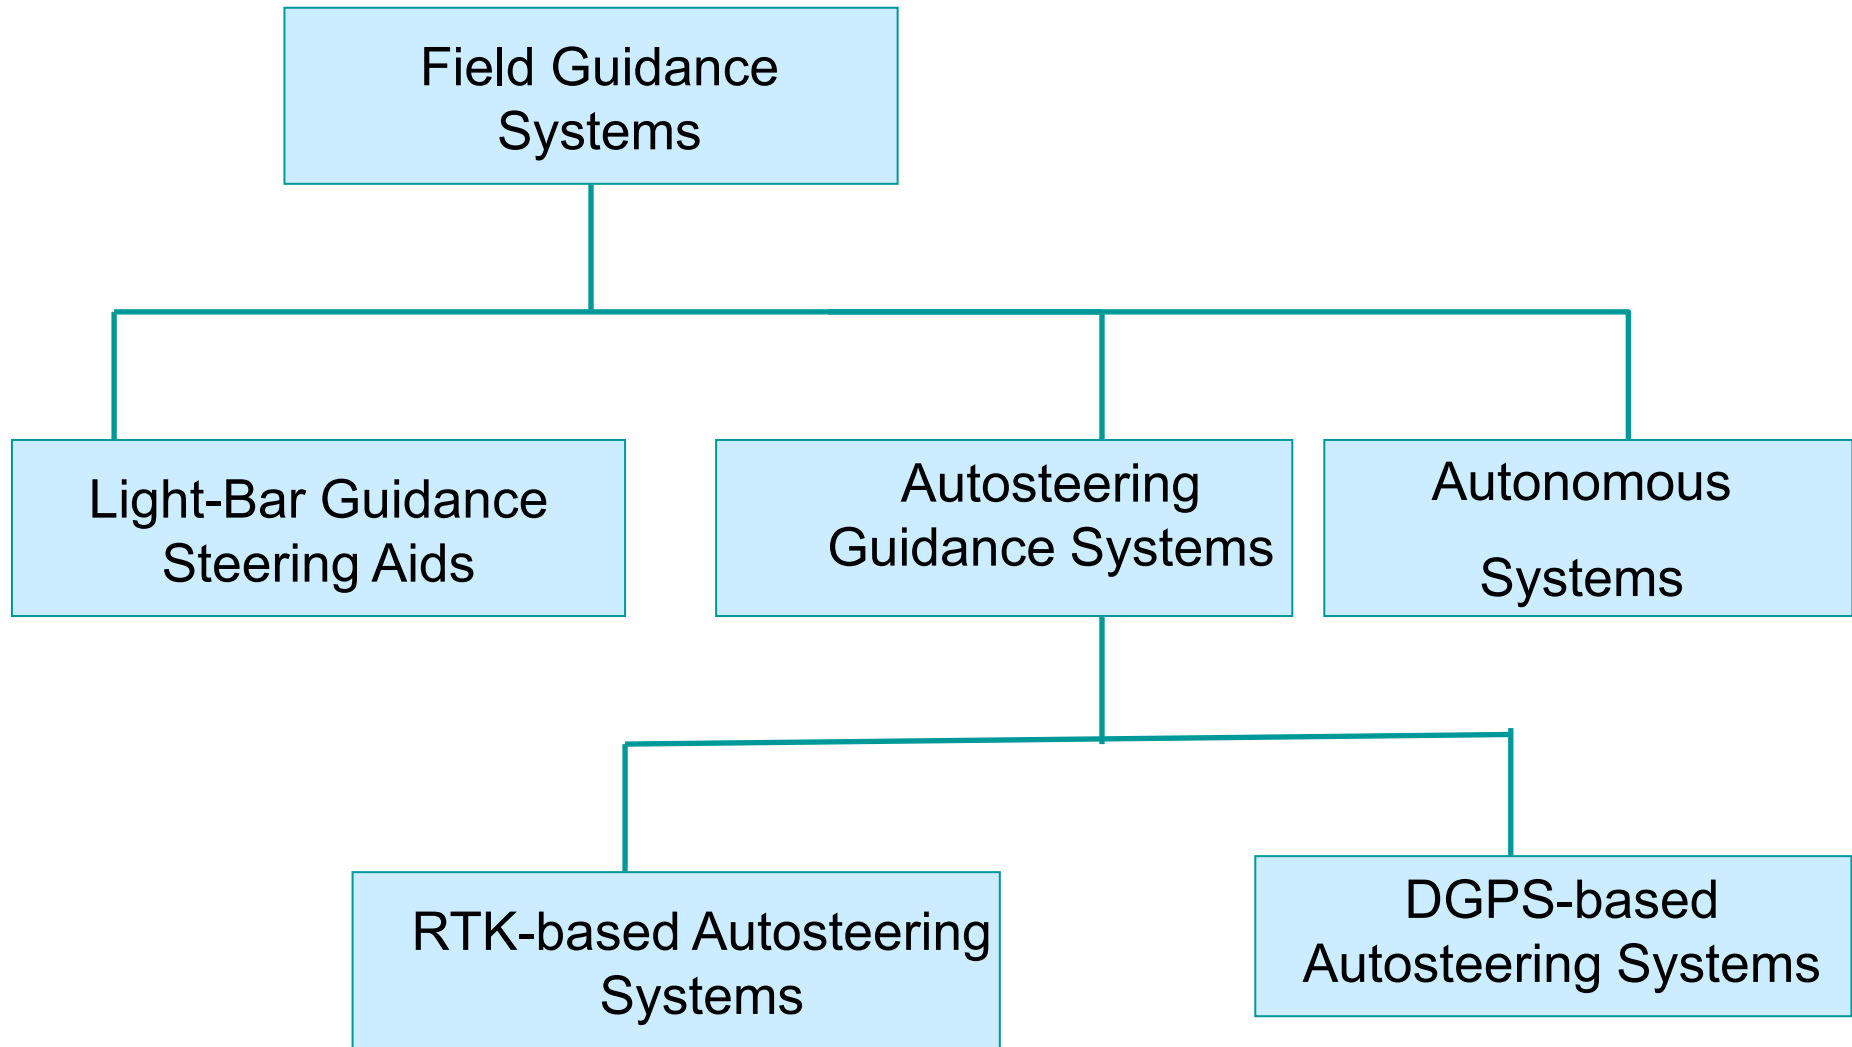 Field Guidance
Systems
Light-Bar Guidance
Steering Aids
Autosteering
Guidance Systems
Autonomous
Systems
RTK-based Autosteering
Systems
DGPS-based
Autosteering Systems